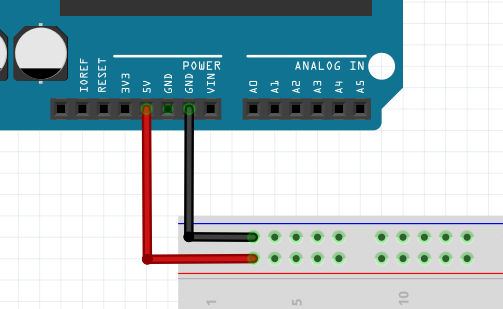 POWER
ANALOG IN
IOREF
RESET
3V3
5V
GND
GND
VIN
A0
A1
A2
A3
A4
A5
1
5
10